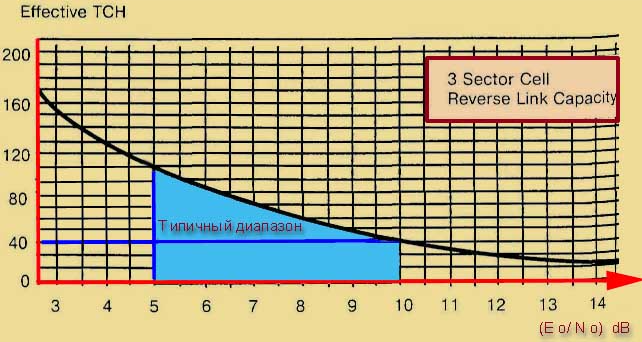 Effective TCH
200
160
120
80
40
0
3 Sector Cell
Reverse Link Capacity
Типичный диапазон
3 4 5 6 7 8 9 10 11 12 13 14
(E o/ N o) dB